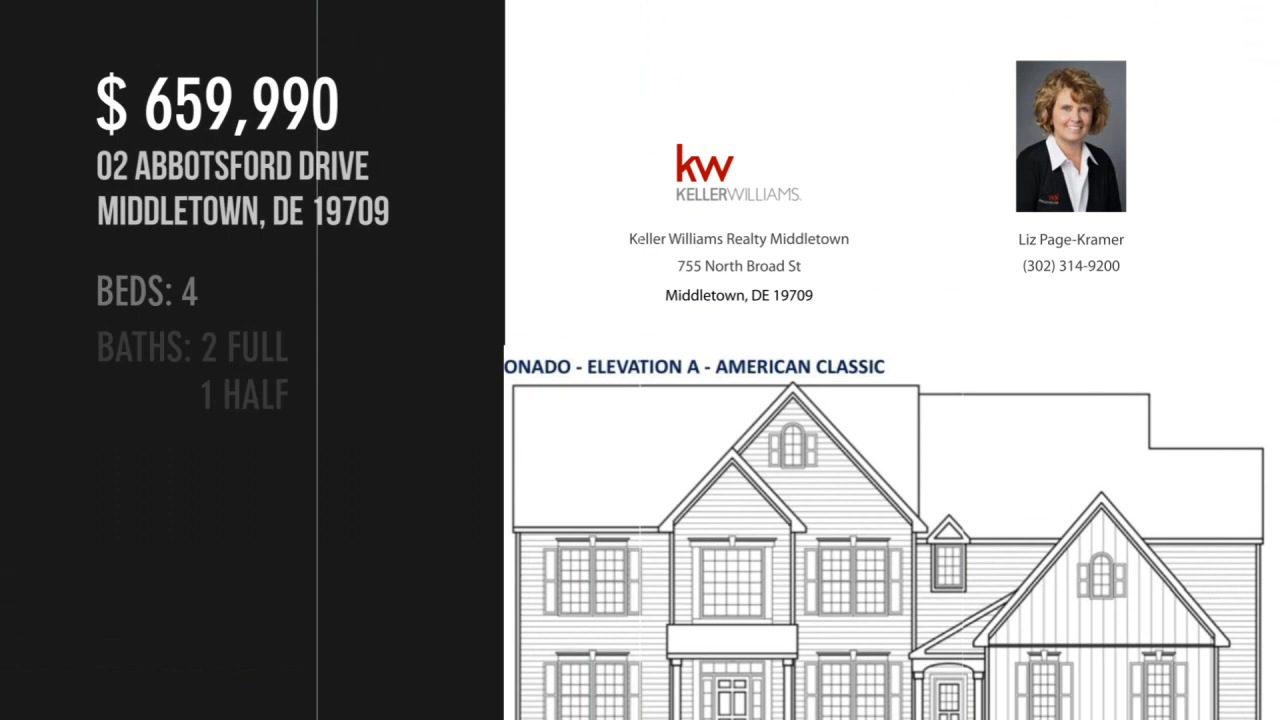 $ 659,990
02 ABBOTSFORD DRIVE
MIDDLETOWN, DE 19709
BEDS: 4
BATHS: 2 FULL
1 HALF
kw
KELLERWILLIAMS.
Keller Williams Realty Middletown
755 North Broad St
Middletown, DE 19709
Liz Page-Kramer
(302) 314-9200
ONADO - ELEVATION A - AMERICAN CLASSIC